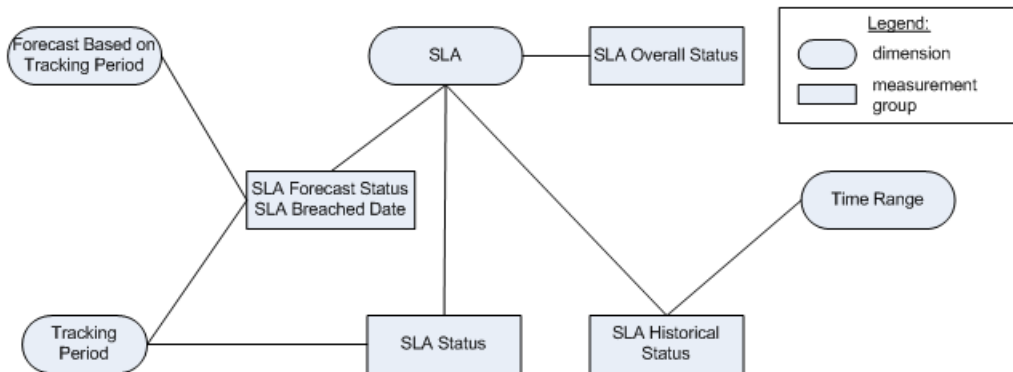 Forecast Based on
Tracking Period
SLA
SLA Overall Status
Legend:
dimension
measurement
group
SLA Forecast Status
SLA Breached Date
Time Range
Tracking
Period
SLA Status
SLA Historical
Status